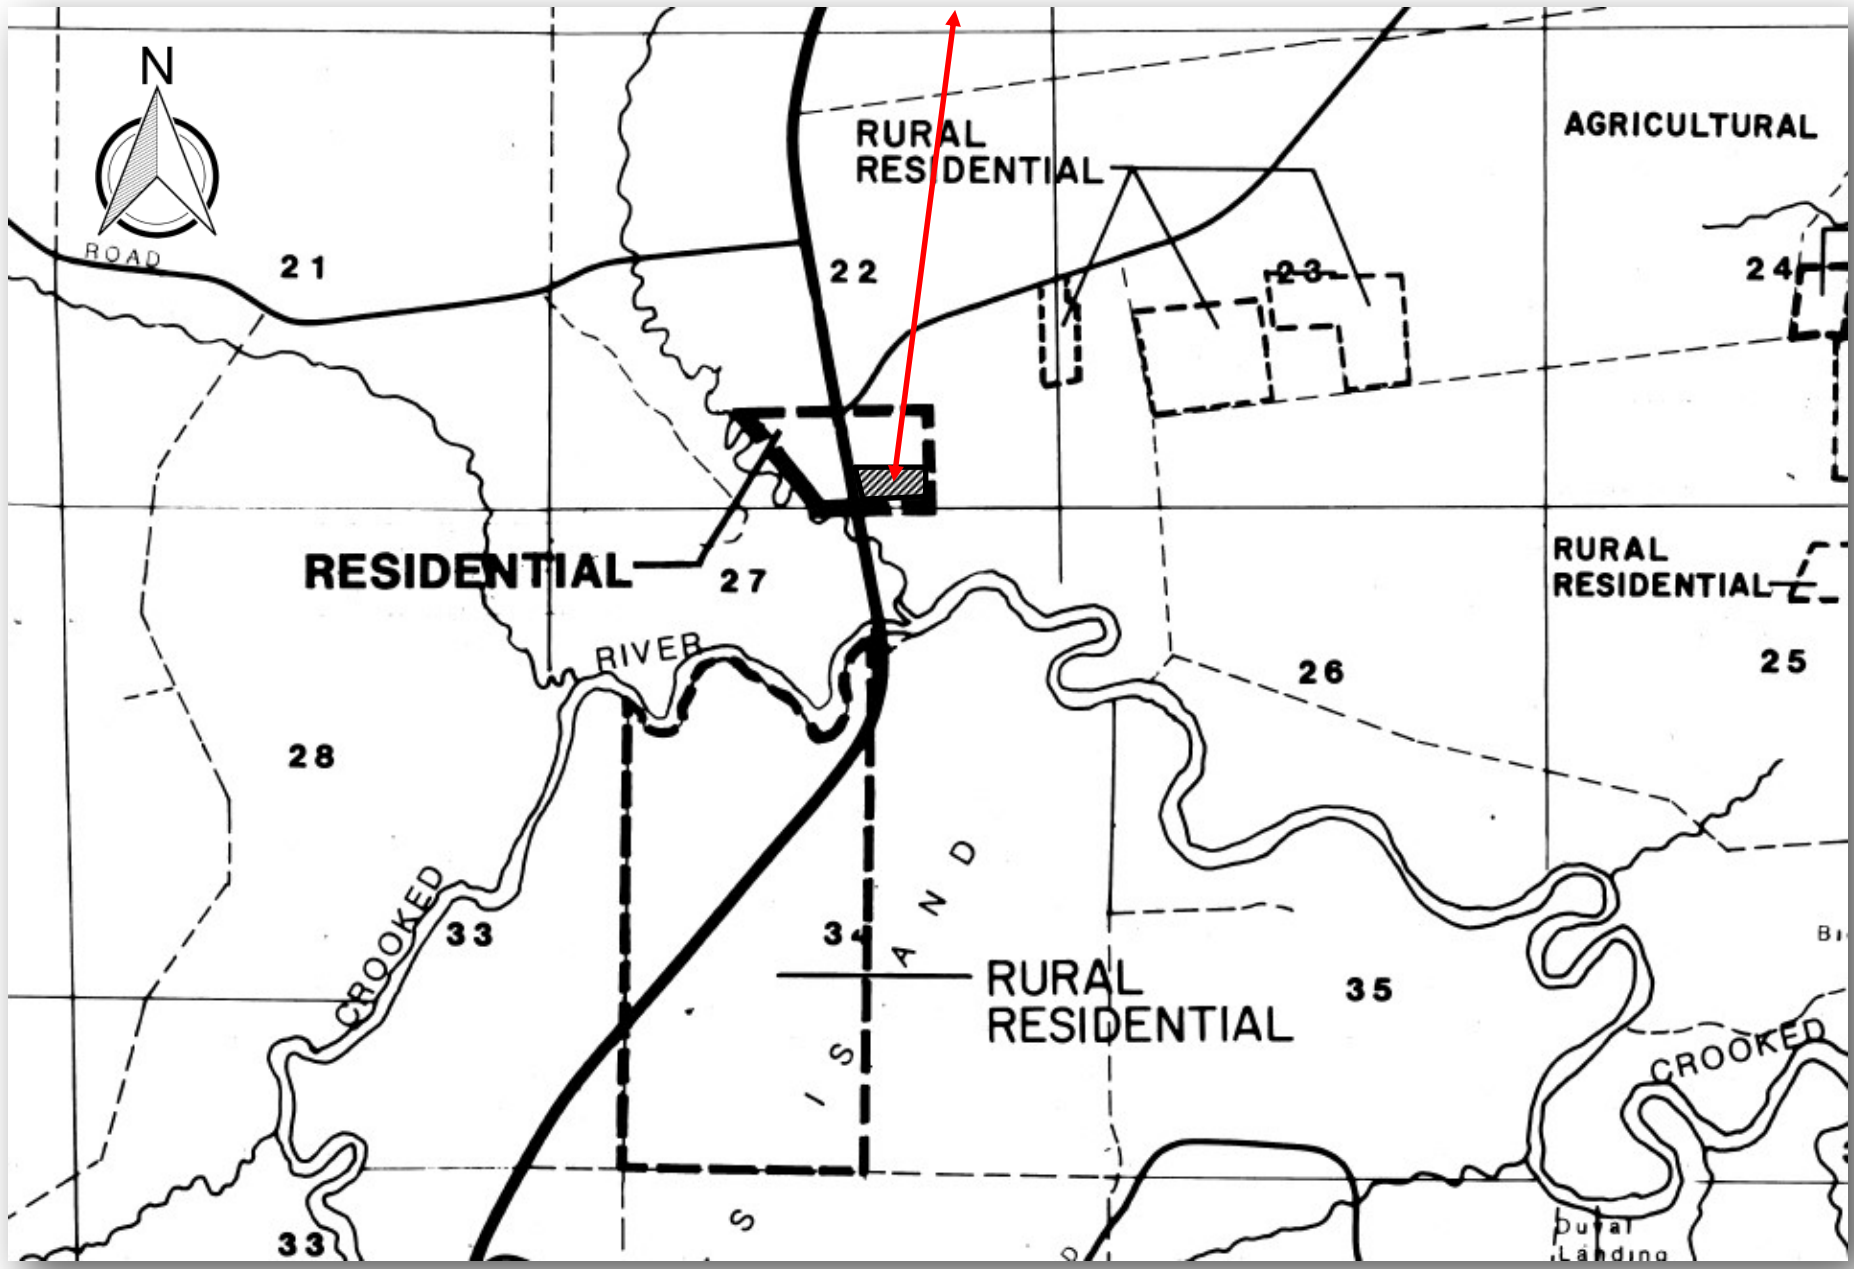 N
RURAL
RESIDENTIAL
AGRICULTURAL
ROAD
21
22
23
24
RESIDENTIAL
27
RURAL
RESIDENTIAL
RIVER
26
25
28
CROOKED
33
34
ISAND
RURAL
RESIDENTIAL
35
CROOKED
S
33
Duval
Landing